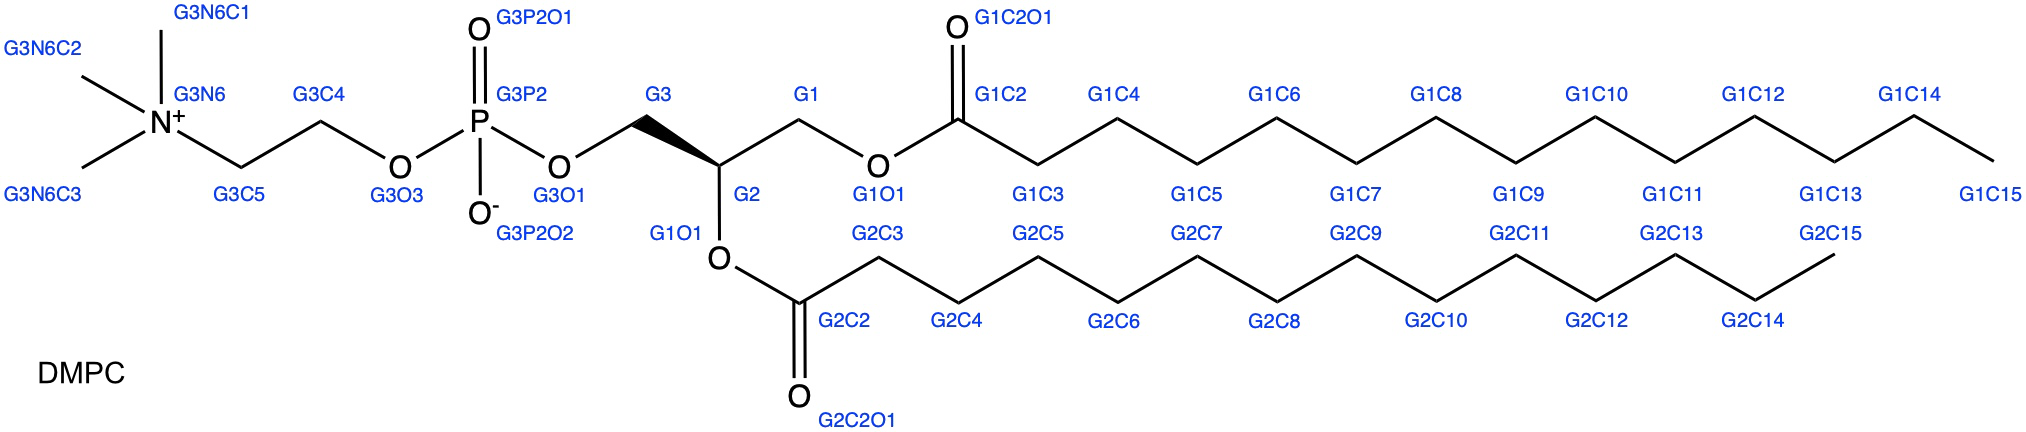 G3N6C1
O G3P2O1
O G1C2O1
G3N6C2
G3N6 G3C4 G3P2 G3 G1 G1C2 G1C4 G1C6 G1C8 G1C10 G1C12 G1C14
N+ P
O O O
G3N6C3 G3C5 G3O3 G3O1 G2 G1O1 G1C3 G1C5 G1C7 G1C9 G1C11 G1C13 G1C15
O-
G3P2O2 G1O1 G2C3 G2C5 G2C7 G2C9 G2C11 G2C13 G2C15
O
G2C2 G2C4 G2C6 G2C8 G2C10 G2C12 G2C14
DMPC
O
G2C2O1